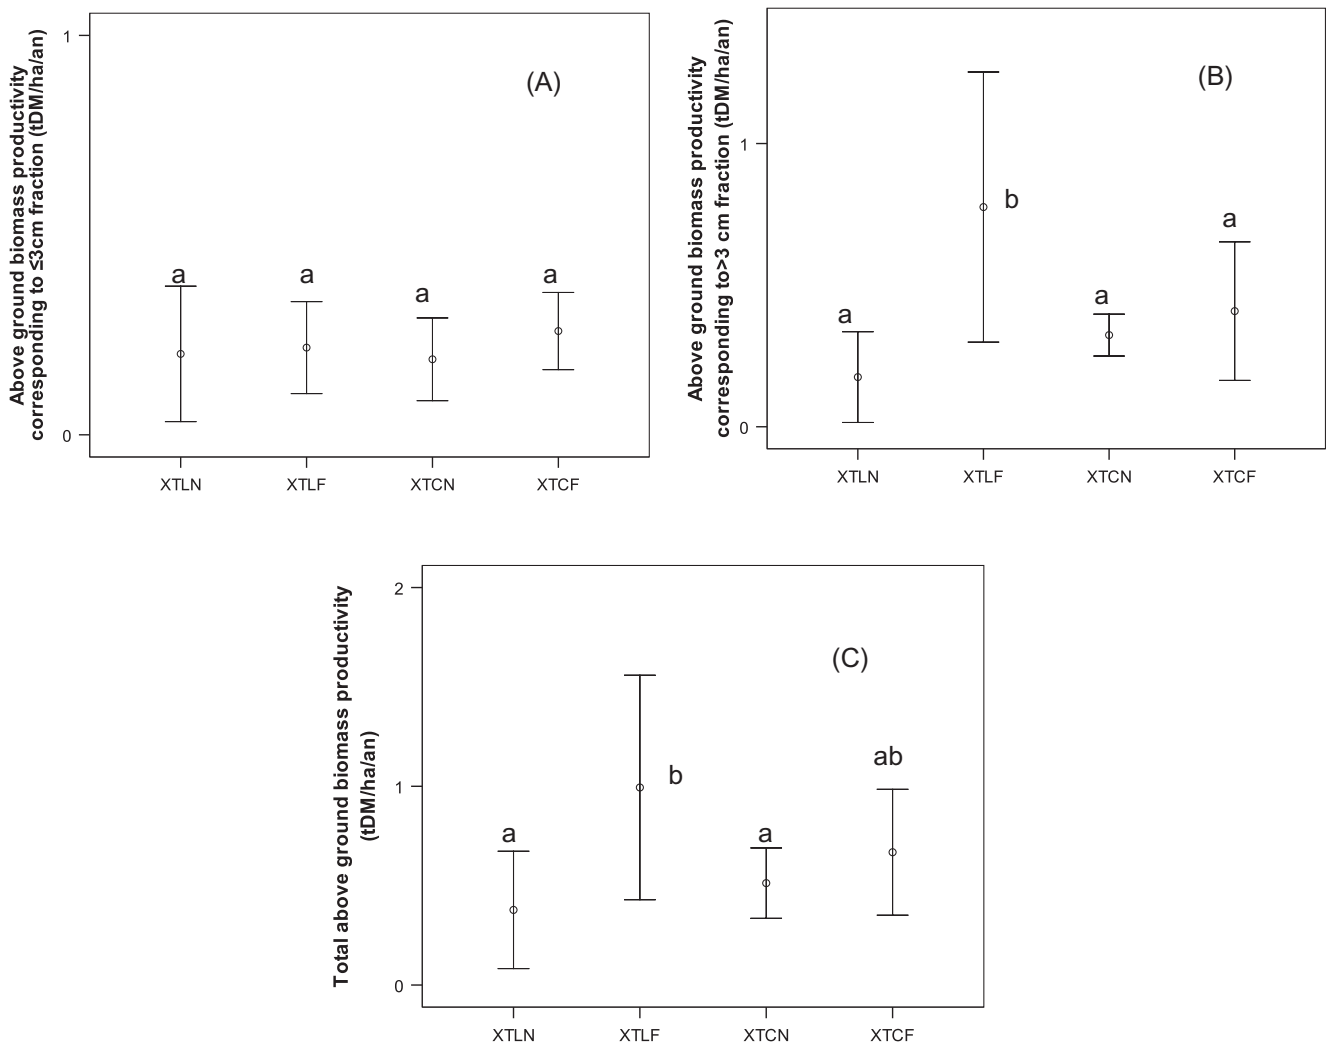 Above ground biomass productivity
corresponding to ≤3cm fraction (tDM/ha/an)
1
0
(A)
a
a
a
a
XTLN
XTLF
XTCN
XTCF
Above ground biomass productivity
corresponding to>3 cm fraction (tDM/ha/an)
1
0
(B)
a
b
a
a
XTLN
XTLF
XTCN
XTCF
Total above ground biomass productivity
(tDM/ha/an)
2
1
0
(C)
a
b
a
ab
XTLN
XTLF
XTCN
XTCF